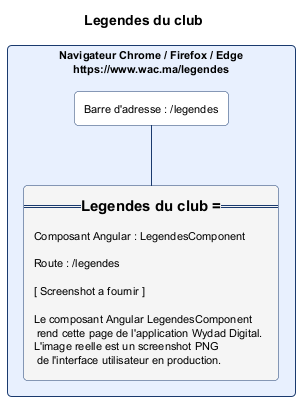 Legendes du club
Navigateur Chrome / Firefox / Edge
https://www.wac.ma/legendes
Barre d'adresse : /legendes
Legendes du club =
Composant Angular : LegendesComponent
Route : /legendes
[ Screenshot a fournir ]
Le composant Angular LegendesComponent
rend cette page de l'application Wydad Digital.
L'image reelle est un screenshot PNG
de l'interface utilisateur en production.